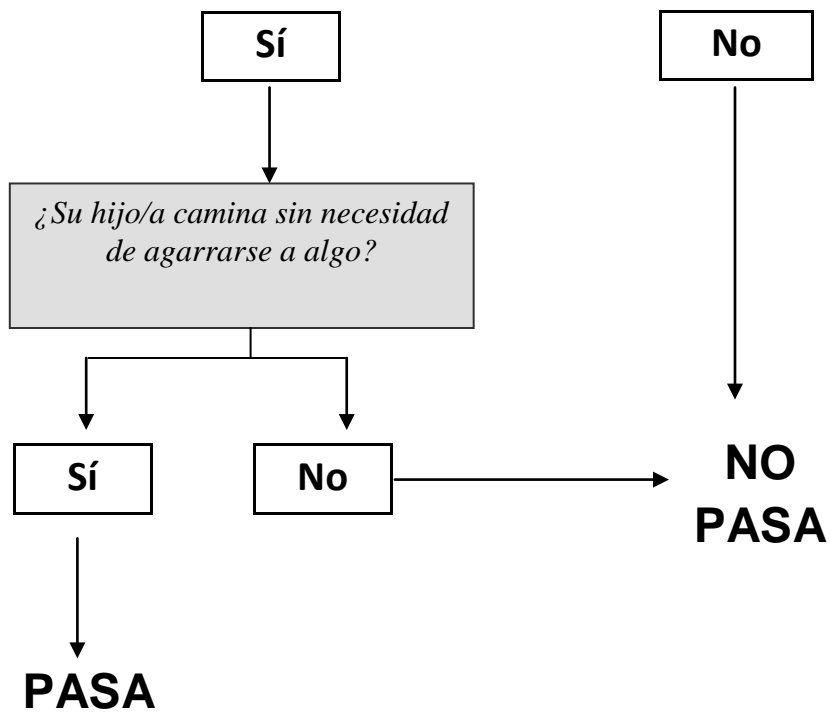 Sí
No
¿Su hijo/a camina sin necesidad
de agarrarse a algo?
Sí
No
NO
PASA
PASA